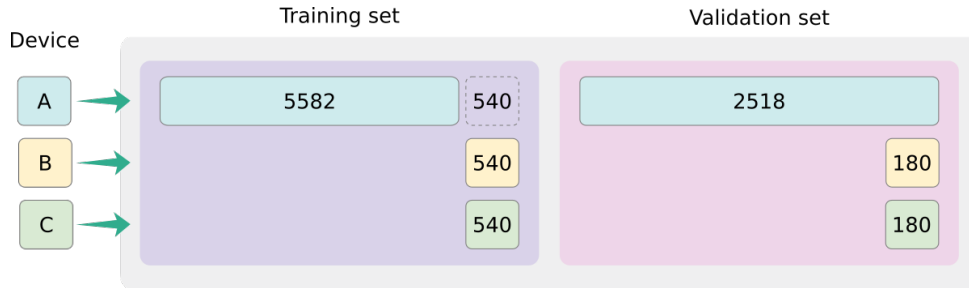 Training set
Validation set
Device
A
5582
540
2518
B
540
180
C
540
180